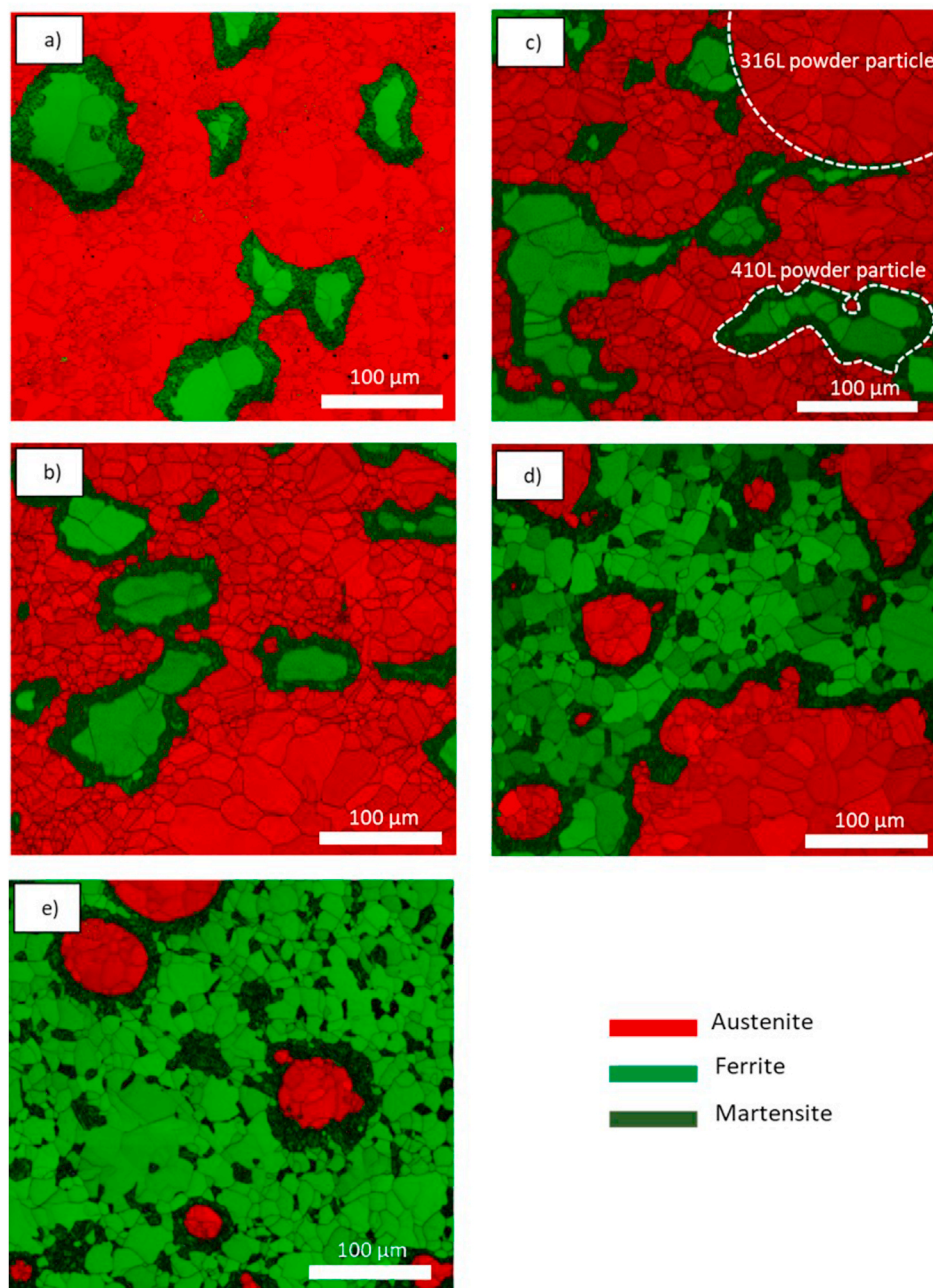 a)
100 µm
c)
316L powder particle
410L powder particle
100 µm
b)
100 µm
d)
100 µm
e)
100 µm
Austenite
Ferrite
Martensite